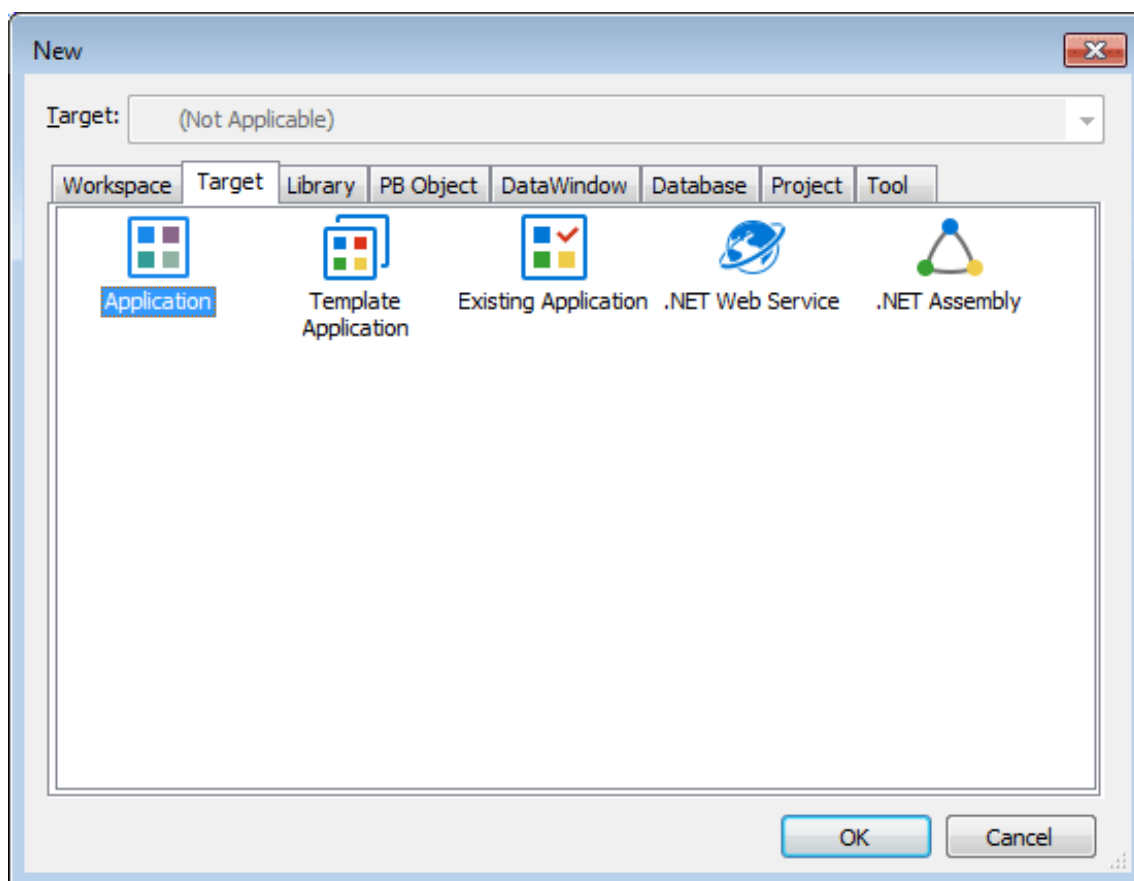 New
Target: (Not Applicable)
Workspace Target Library PB Object DataWindow Database Project Tool
Application
Template
Application
Existing Application
.NET Web Service
.NET Assembly
OK Cancel